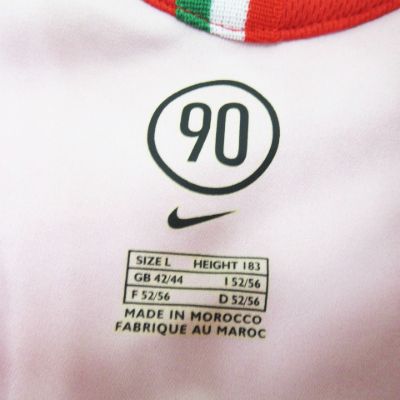 90
SIZE L HEIGHT 183
GB 42/44 I 52/56
F 52/56 D 52/56
MADE IN MOROCCO
FABRIQUE AU MAROC